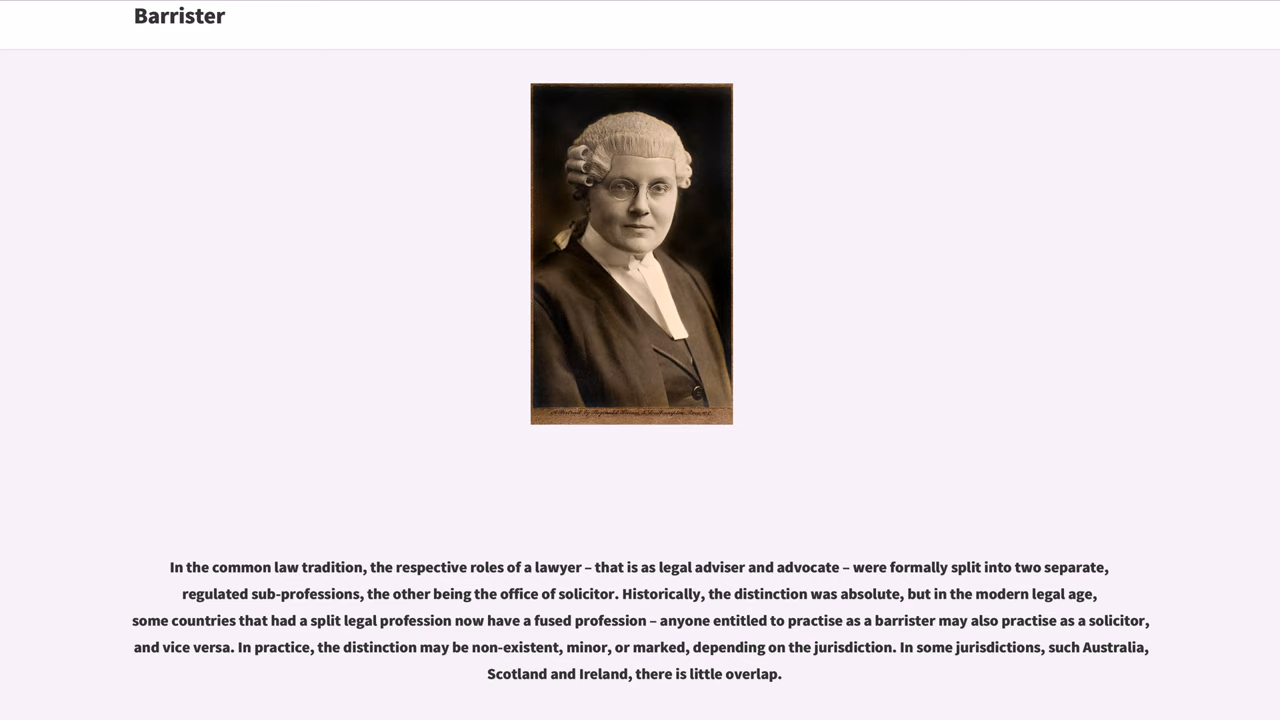 Barrister
In the common law tradition, the respective roles of a lawyer – that is as legal adviser and advocate – were formally split into two separate,
regulated sub-professions, the other being the office of solicitor. Historically, the distinction was absolute, but in the modern legal age,
some countries that had a split legal profession now have a fused profession – anyone entitled to practise as a barrister may also practise as a solicitor,
and vice versa. In practice, the distinction may be non-existent, minor, or marked, depending on the jurisdiction. In some jurisdictions, such Australia,
Scotland and Ireland, there is little overlap.